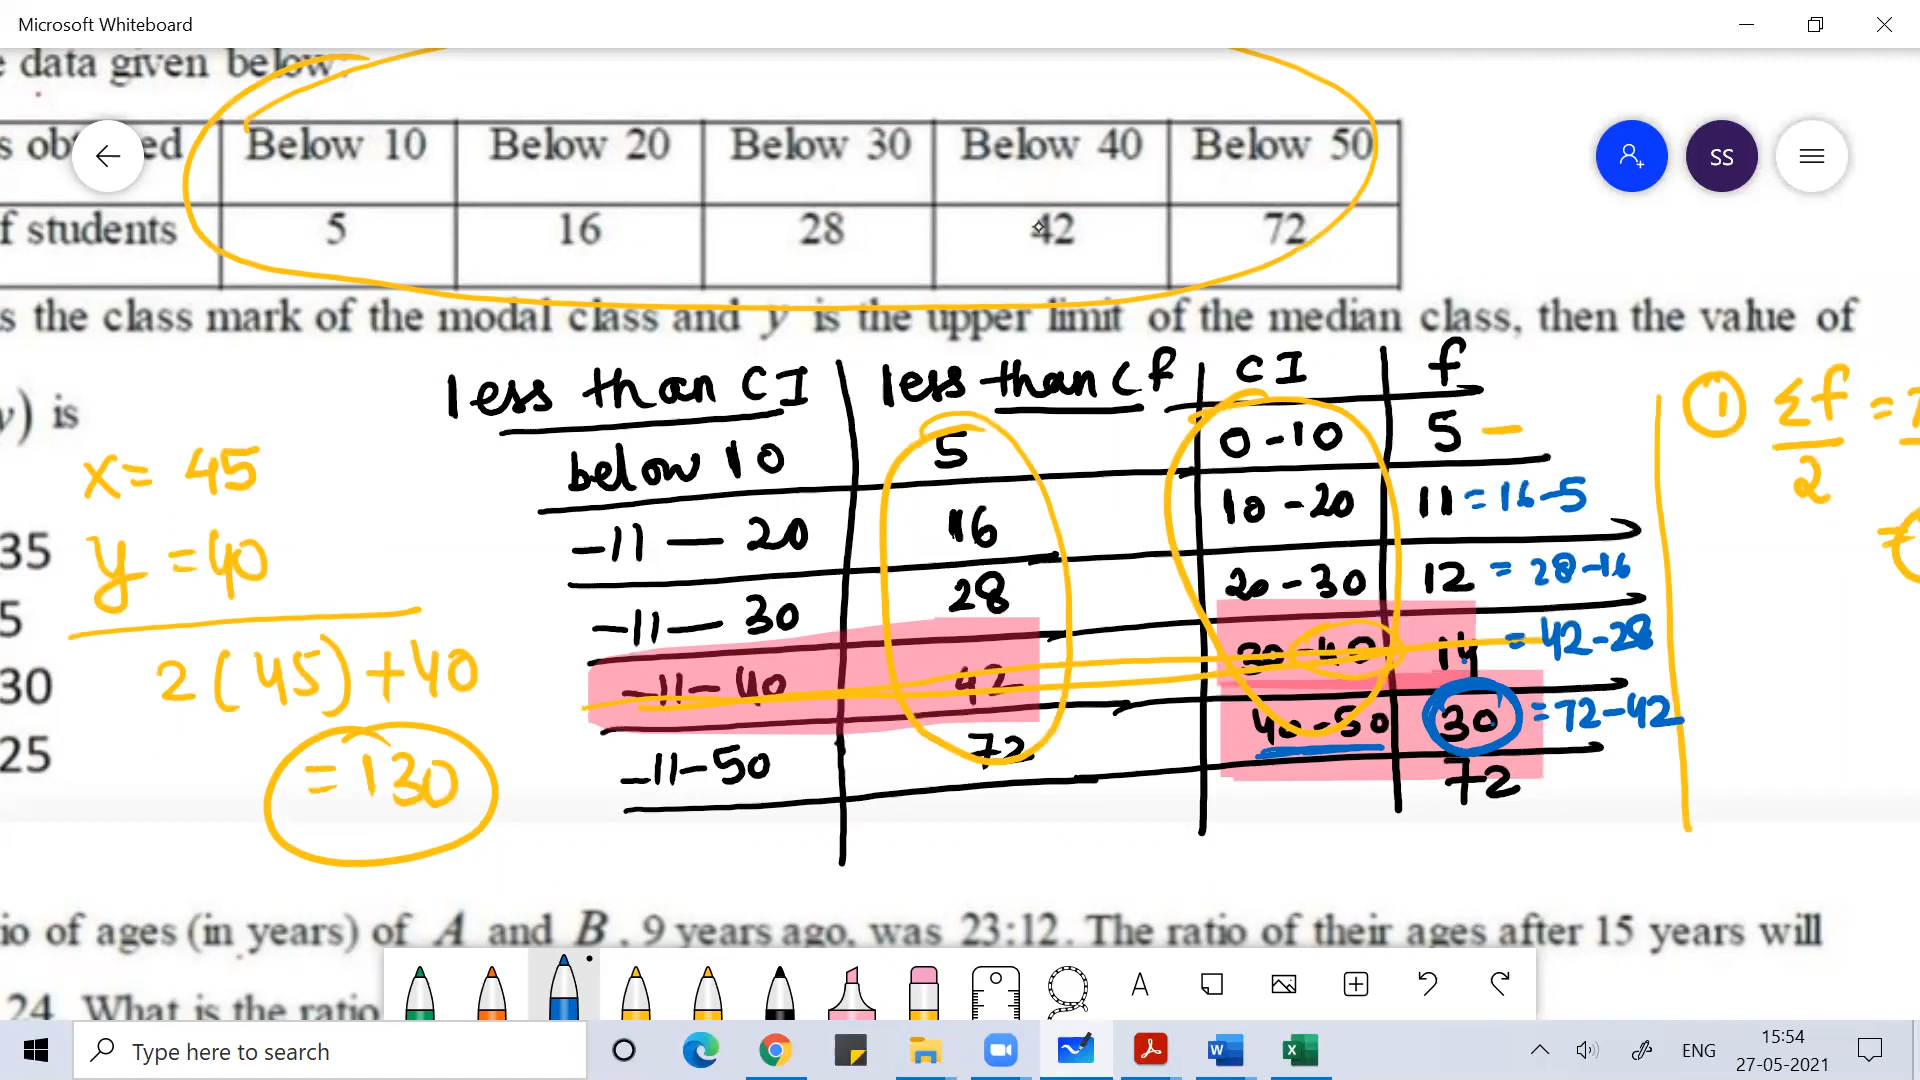 Microsoft Whiteboard
e data given below:
s ob ed Below 10 Below 20 Below 30 Below 40 Below 50
f students 5 16 28 42 72
SS
s the class mark of the modal class and y is the upper limit of the median class, then the value of
y) is
less than CI less than cf CI f
below 10 5 0-10 5 -
-11- 20 16 10-20 11 = 16-5
-11- 30 28 20-30 12 = 28-16
-11- 40 42 30-40 14 = 42-28
-11-50 72 40-50 30 = 72-42
72
① Σf =
2
=
x = 45
y = 40
2(45)+40
= 130
35
5
30
25
io of ages (in years) of A and B, 9 years ago, was 23:12. The ratio of their ages after 15 years will
24. What is the ratio
Type here to search
ENG
15:54
27-05-2021